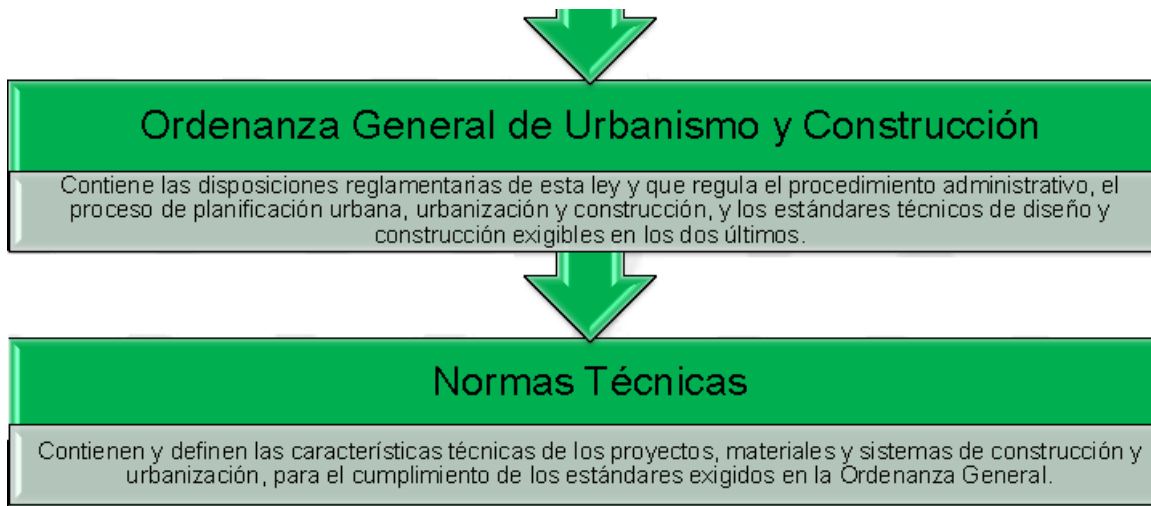 Ordenanza General de Urbanismo y Construcción
Contiene las disposiciones reglamentarias de esta ley y que regula el procedimiento administrativo, el
proceso de planificación urbana, urbanización y construcción, y los estándares técnicos de diseño y
construcción exigibles en los dos últimos.
Normas Técnicas
Contienen y definen las características técnicas de los proyectos, materiales y sistemas de construcción y
urbanización, para el cumplimiento de los estándares exigidos en la Ordenanza General.